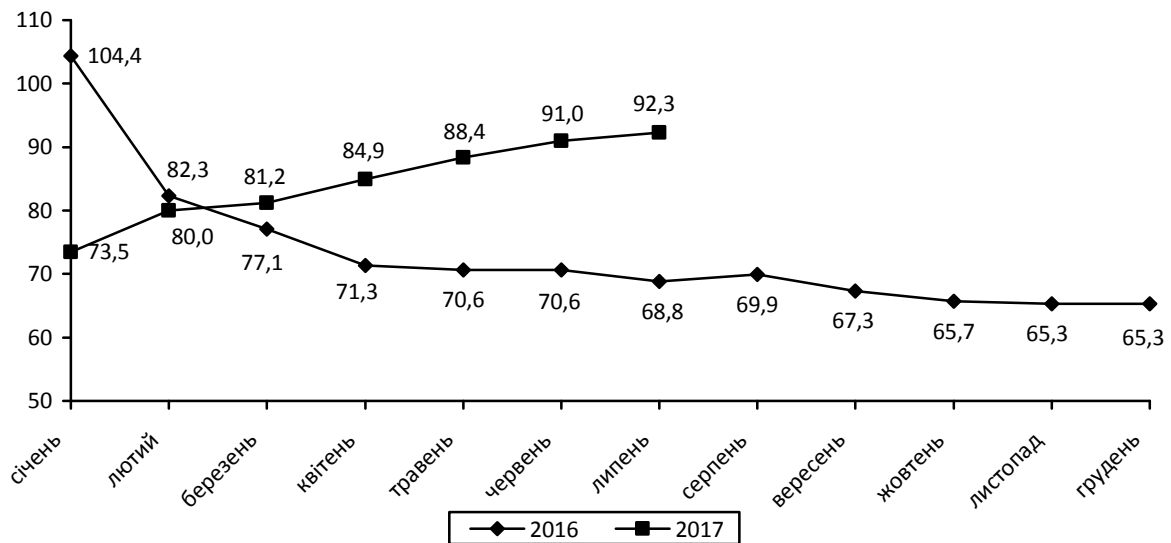 110
104,4
100
92,3
91,0
88,4
90
84,9
82,3
81,2
80
80,0
77,1
73,5
70
71,3
70,6
70,6
68,8
69,9
67,3
65,7
65,3
65,3
60
50
січень
лютий
березень
квітень
травень
червень
липень
серпень
вересень
жовтень
листопад
грудень
2016
2017